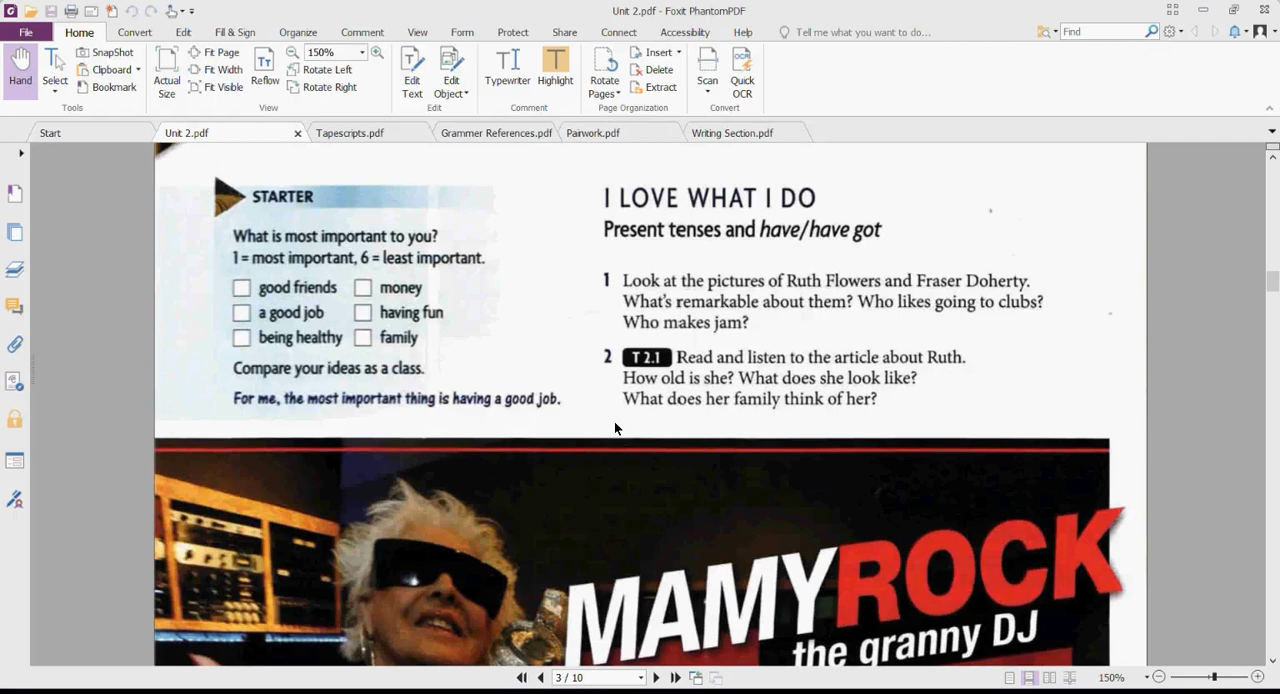 Unit 2.pdf - Foxit PhantomPDF
File
Home
Convert
Edit
Fill & Sign
Organize
Comment
View
Form
Protect
Share
Connect
Accessibility
Help
Tell me what you want to do...
Find
Hand
Select
SnapShot
Clipboard
Bookmark
Tools
Actual Size
Fit Page
Fit Width
Fit Visible
Reflow
150%
Rotate Left
Rotate Right
View
Edit Text
Edit Object
Edit
Typewriter
Highlight
Comment
Rotate Pages
Insert
Delete
Extract
Page Organization
Scan
Quick OCR
Convert
Start
Unit 2.pdf
Tapescripts.pdf
Grammer References.pdf
Pairwork.pdf
Writing Section.pdf
STARTER
What is most important to you?
1 = most important, 6 = least important.
good friends money
a good job having fun
being healthy family
Compare your ideas as a class.
For me, the most important thing is having a good job.
I LOVE WHAT I DO
Present tenses and have/have got
1 Look at the pictures of Ruth Flowers and Fraser Doherty.
What's remarkable about them? Who likes going to clubs?
Who makes jam?
2 T 2.1 Read and listen to the article about Ruth.
How old is she? What does she look like?
What does her family think of her?
MAMYROCK
the granny DJ
3 / 10
150%